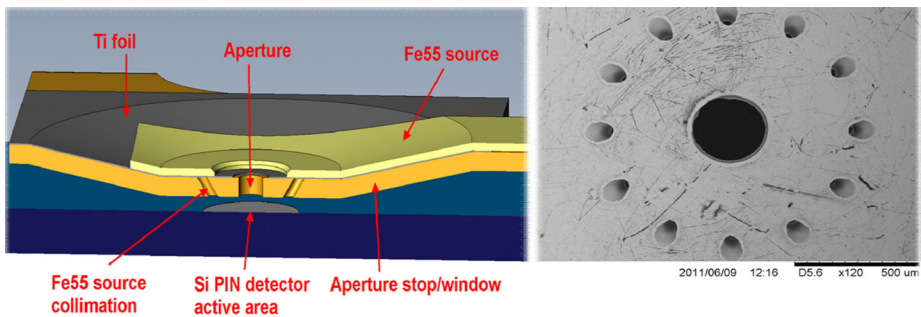 Ti foil
Aperture
Fe55 source
Fe55 source
collimation
Si PIN detector
active area
Aperture stop/window
2011/06/09 12:16 D5.6 x120 500 um